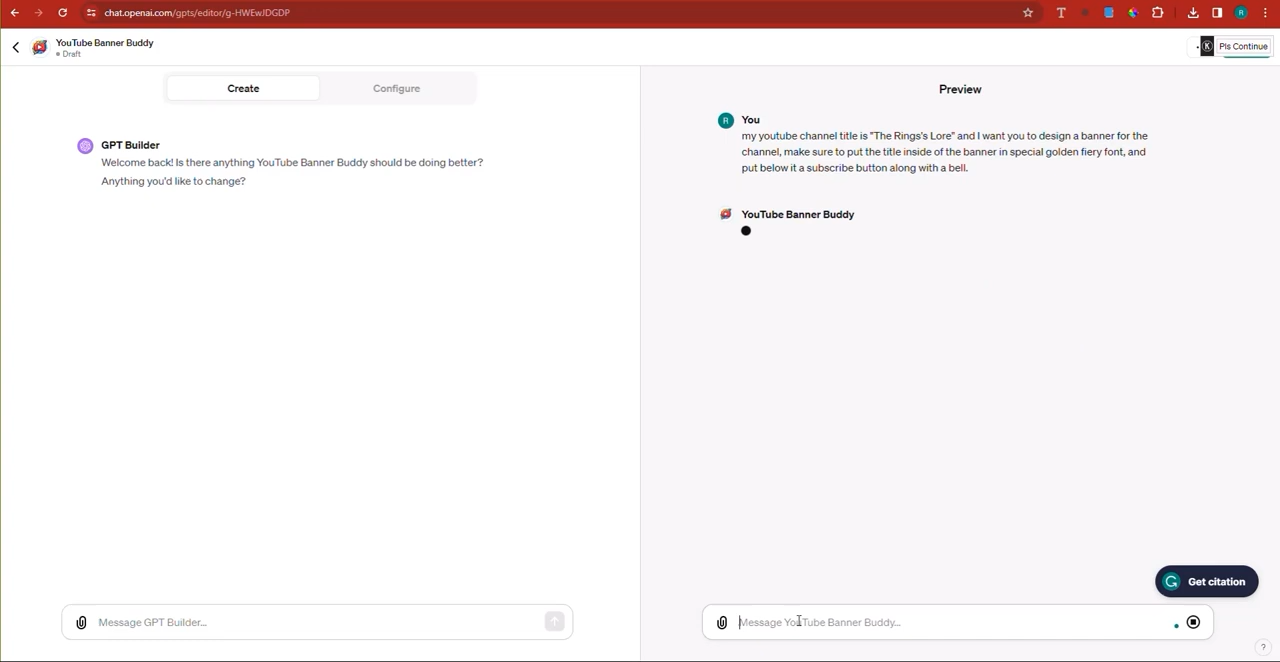 chat.openai.com/gpts/editor/g-HWEwJDGDP
YouTube Banner Buddy
Draft
K Pls Continue
Create
Configure
Preview
GPT Builder
Welcome back! Is there anything YouTube Banner Buddy should be doing better?
Anything you'd like to change?
R
You
my youtube channel title is "The Rings's Lore" and I want you to design a banner for the
channel, make sure to put the title inside of the banner in special golden fiery font, and
put below it a subscribe button along with a bell.
YouTube Banner Buddy
Get citation
Message GPT Builder...
Message YouTube Banner Buddy...
?